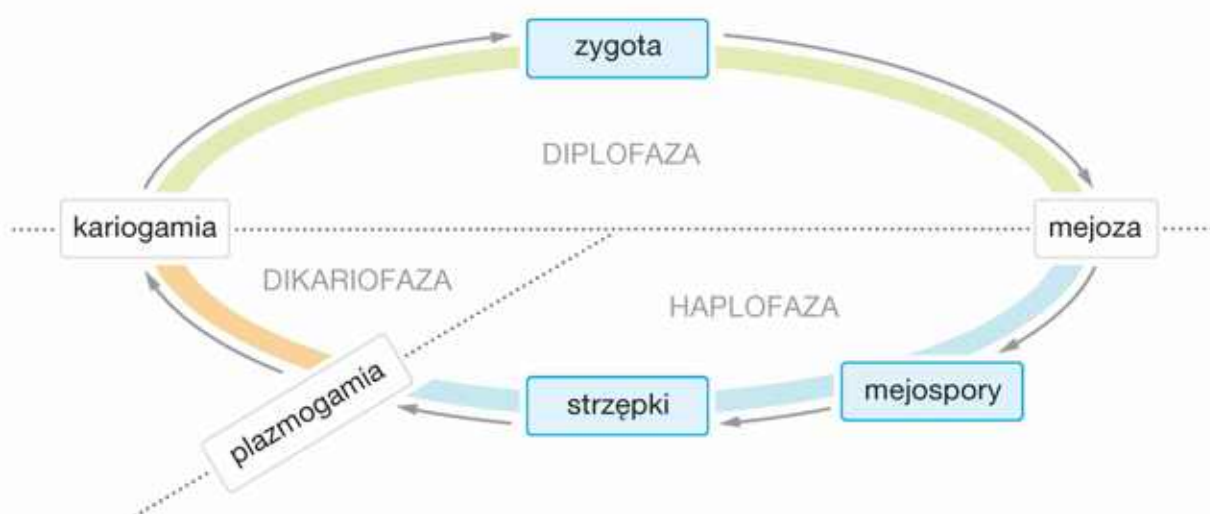 zygota
DIPLOFAZA
kariogamia
mejoza
DIKARIOFAZA
HAPLOFAZA
plazmogamia
strzępki
mejospory